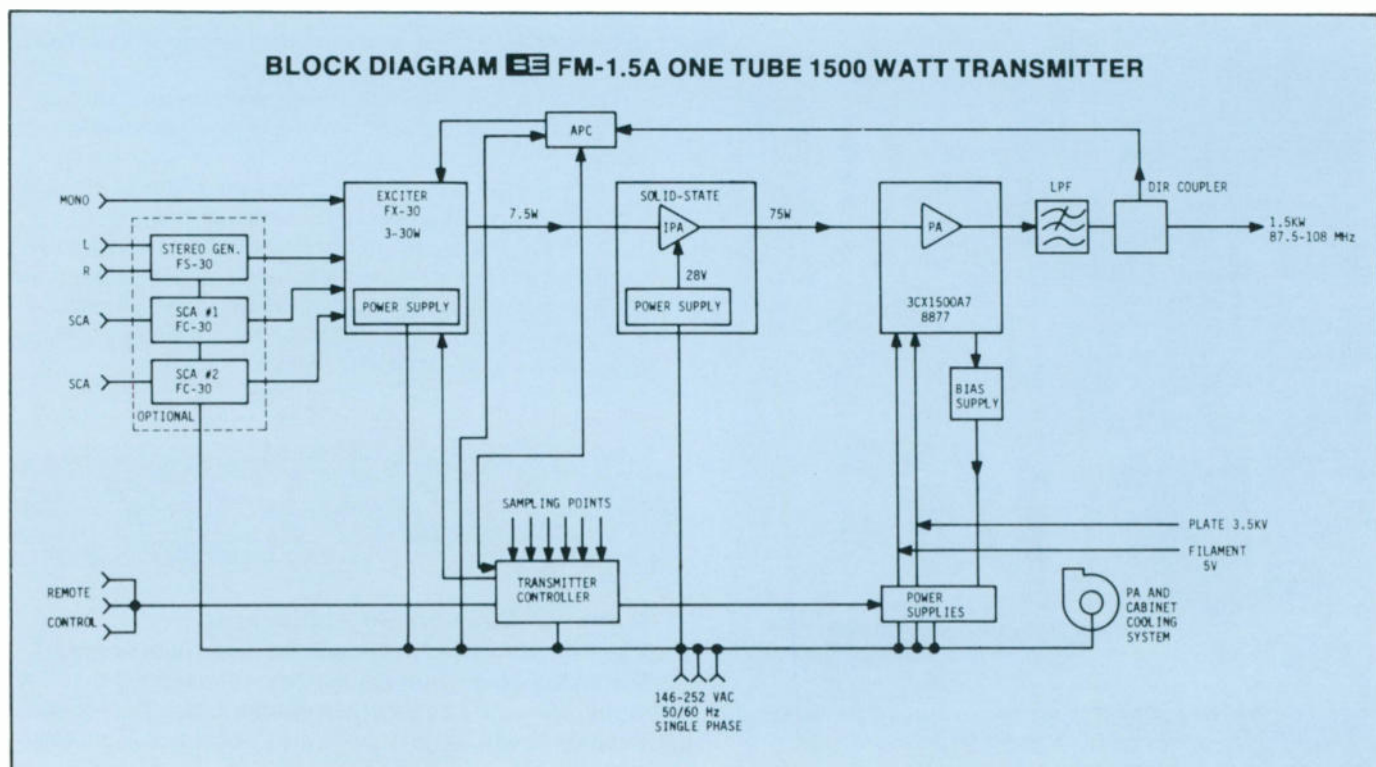 BLOCK DIAGRAM BE FM-1.5A ONE TUBE 1500 WATT TRANSMITTER
APC
MONO
EXCITER
FX-30
3-30W
POWER SUPPLY
7.5W
SOLID-STATE
IPA
28V
POWER SUPPLY
75W
PA
3CX1500A7
8877
LPF
DIR COUPLER
1.5KW
87.5-108 MHz
L
R
STEREO GEN.
FS-30
SCA
SCA #1
FC-30
SCA
SCA #2
FC-30
OPTIONAL
BIAS
SUPPLY
SAMPLING POINTS
TRANSMITTER
CONTROLLER
REMOTE
CONTROL
PLATE 3.5KV
FILAMENT
5V
POWER
SUPPLIES
PA AND
CABINET
COOLING
SYSTEM
146-252 VAC
50/60 Hz
SINGLE PHASE